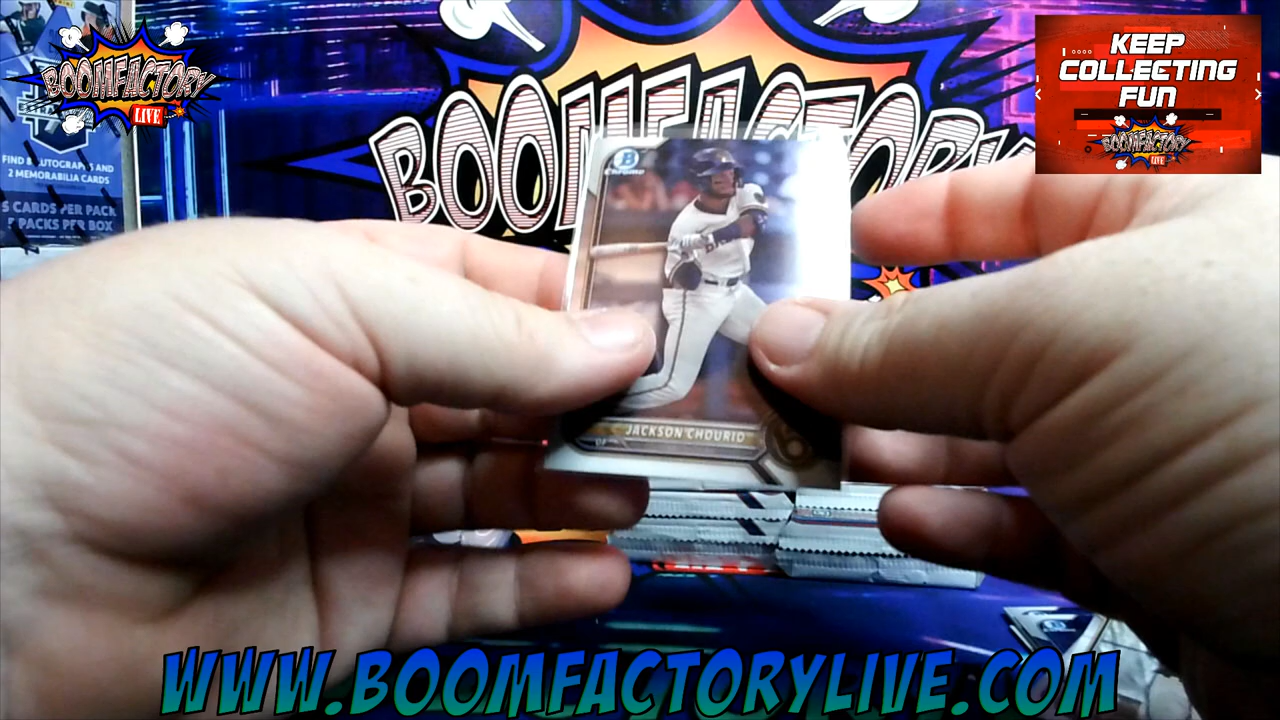 BOOMFACTORY
LIVE
KEEP
COLLECTING
FUN
BOOMFACTORY
LIVE
BOOMFACTORY
FIND AUTOGRAPHS AND
2 MEMORABILIA CARDS
5 CARDS PER PACK
PACKS PER BOX
B
Chrome
JACKSON CHOURIO
OF
WWW.BOOMFACTORYLIVE.COM